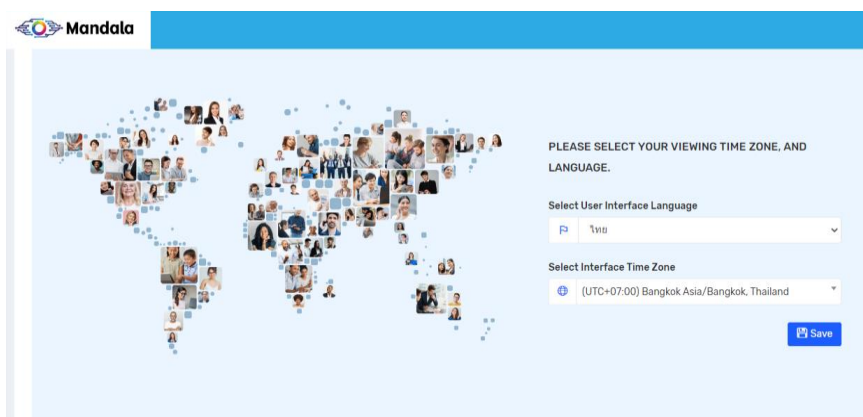 Mandala
PLEASE SELECT YOUR VIEWING TIME ZONE, AND
LANGUAGE.
Select User Interface Language
ไทย
Select Interface Time Zone
(UTC+07:00) Bangkok Asia/Bangkok, Thailand
Save